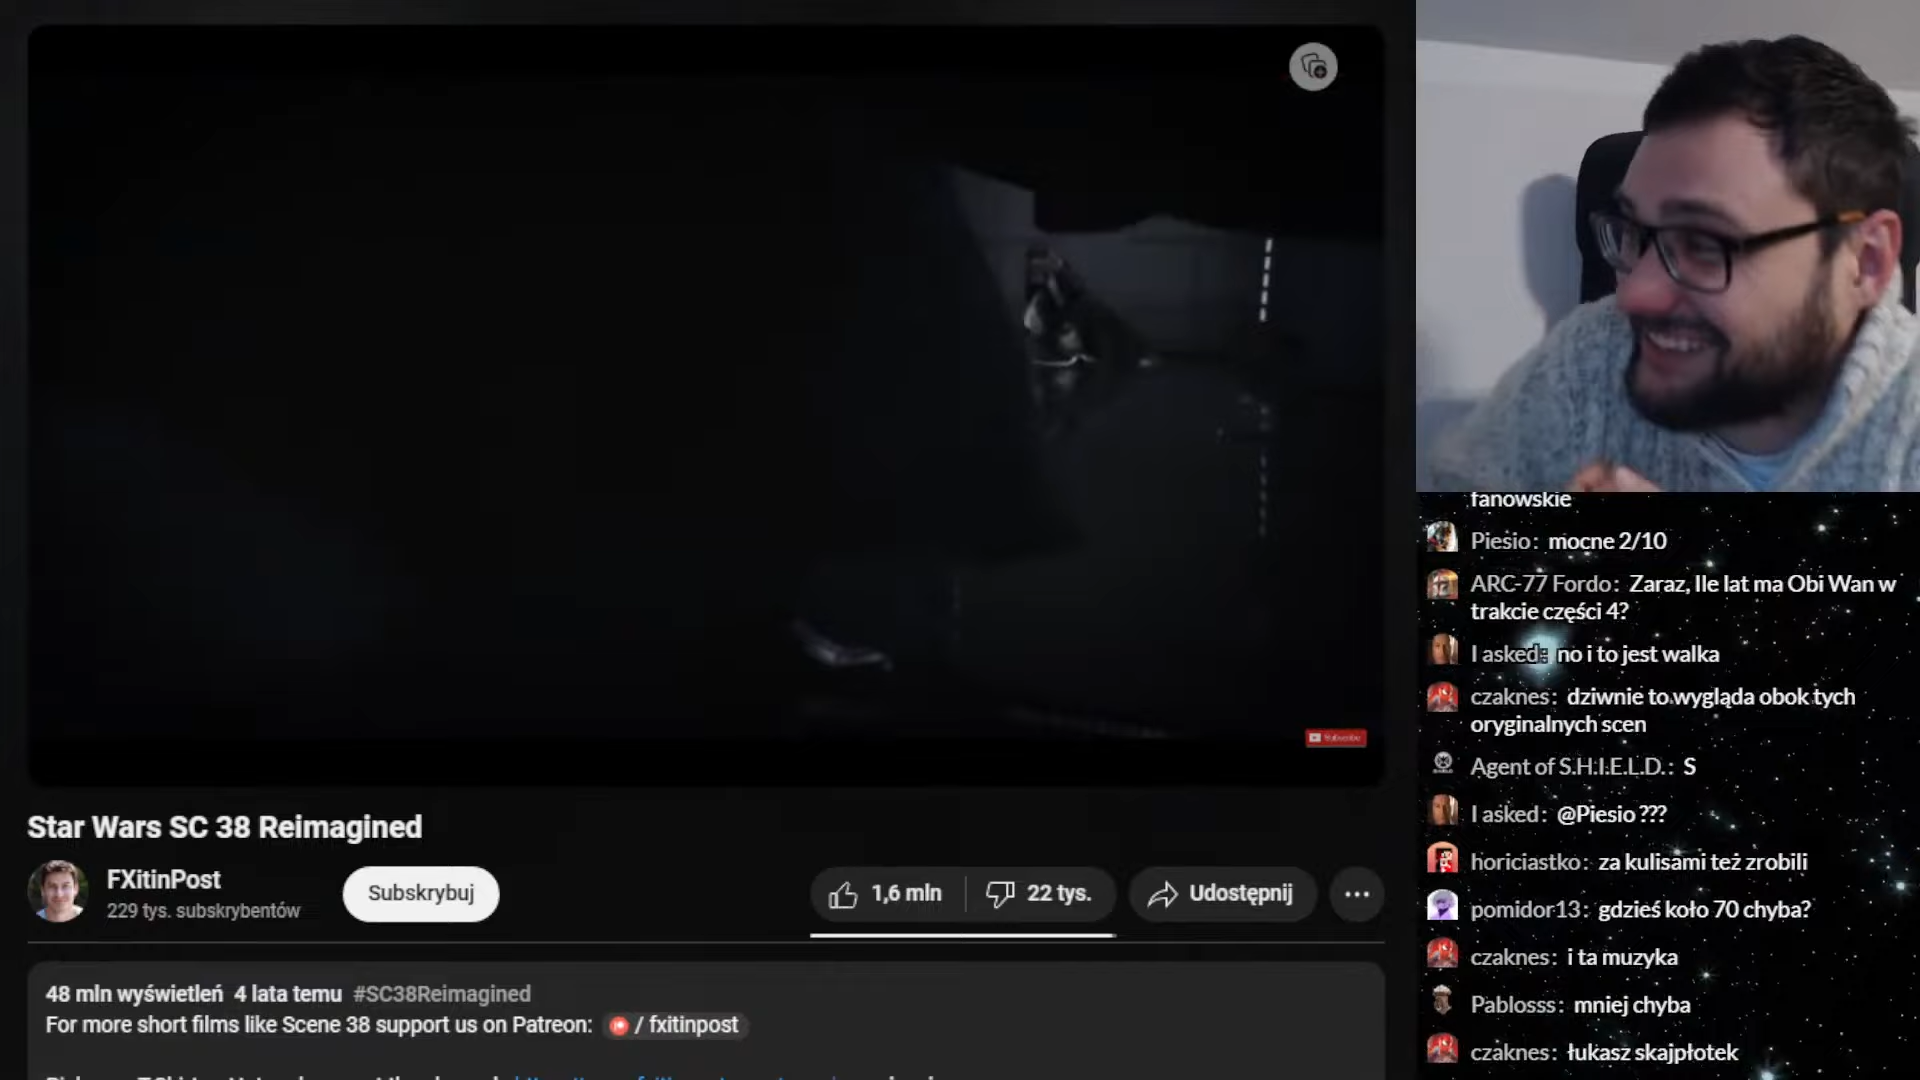 Subscribe
Star Wars SC 38 Reimagined
FXitinPost
229 tys. subskrybentów
Subskrybuj
1,6 mln
22 tys.
Udostępnij
48 mln wyświetleń 4 lata temu #SC38Reimagined
For more short films like Scene 38 support us on Patreon: / fxitinpost
fanowskie
Piesio: mocne 2/10
ARC-77 Fordo: Zaraz, Ile lat ma Obi Wan w
trakcie części 4?
I asked: no i to jest walka
czaknes: dziwnie to wygląda obok tych
oryginalnych scen
Agent of S.H.I.E.L.D.: S
I asked: @Piesio ???
horiciastko: za kulisami też zrobili
pomidor13: gdzieś koło 70 chyba?
czaknes: i ta muzyka
Pablosss: mniej chyba
czaknes: łukasz skajpłotek